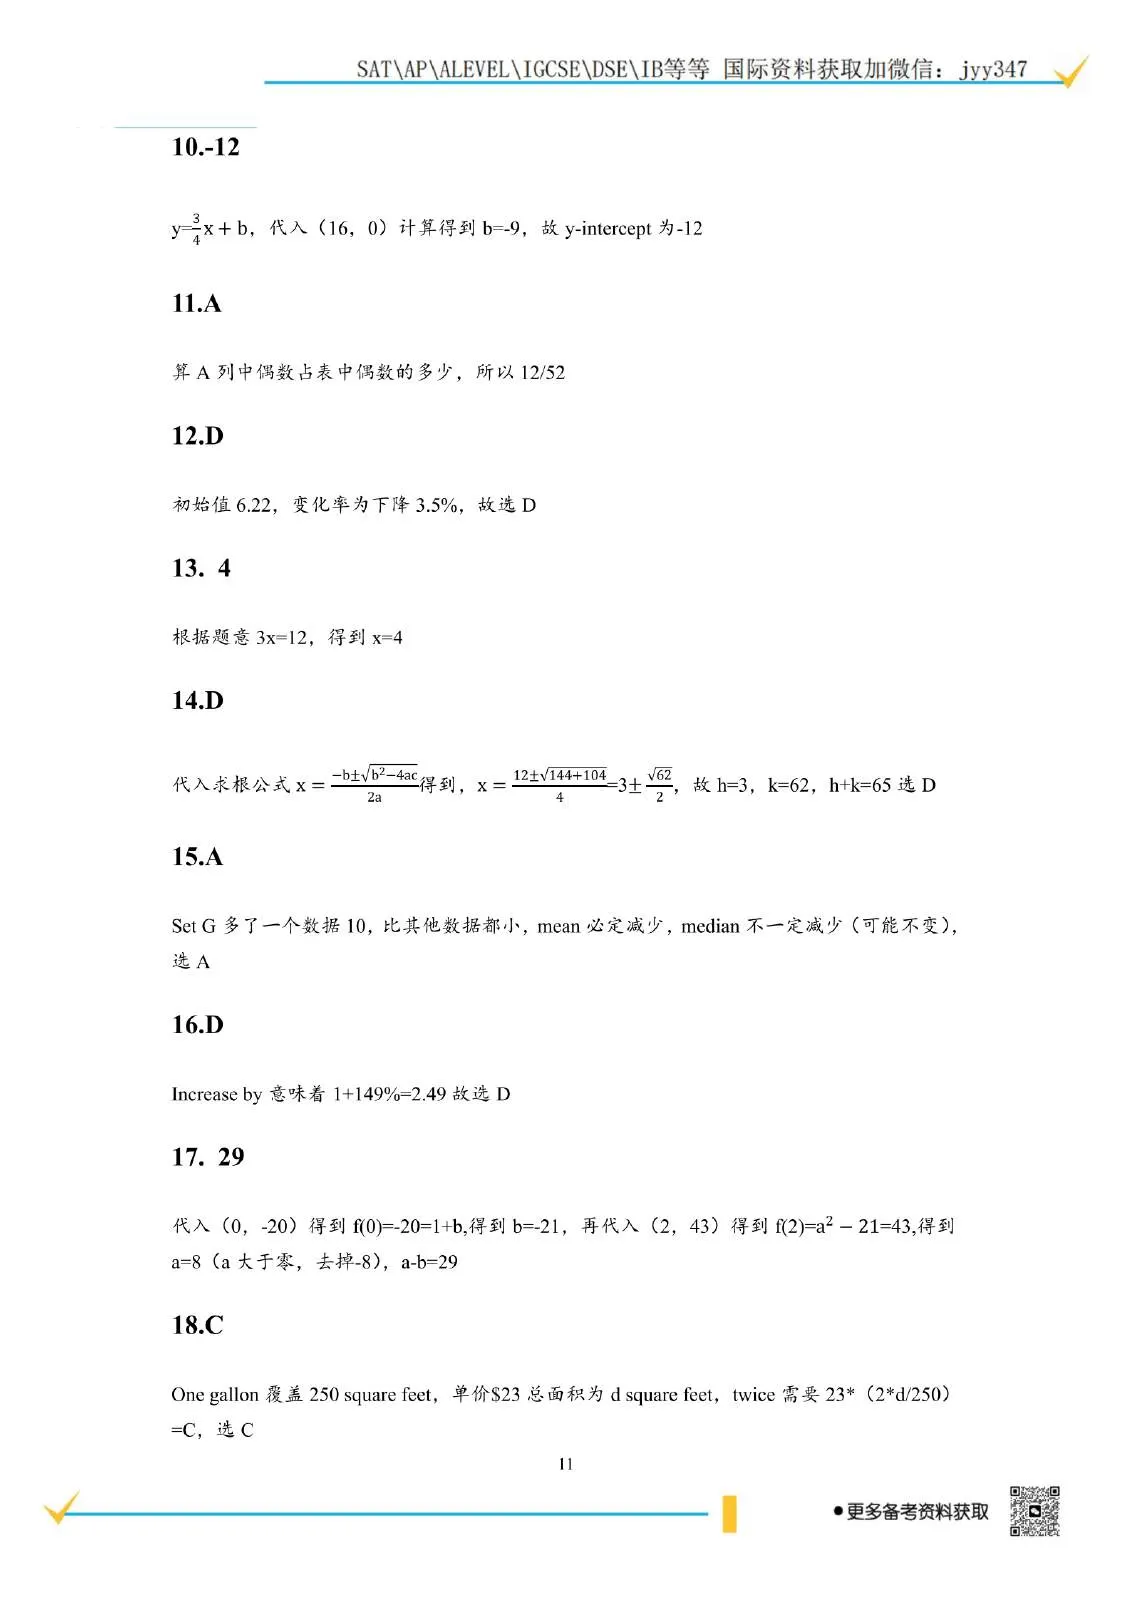 SAT\AP\ALEVEL\IGCSE\DSE\IB等等 国际资料获取加微信：jyy347
10.-12
y=3/4x + b，代入（16，0）计算得到 b=-9，故 y-intercept 为-12
11.A
算 A 列中偶数占表中偶数的多少，所以 12/52
12.D
初始值 6.22，变化率为下降 3.5%，故选 D
13. 4
根据题意 3x=12，得到 x=4
14.D
代入求根公式 x = (−b±√(b²−4ac))/2a 得到，x = (12±√(144+104))/4=3± √62/2，故 h=3，k=62，h+k=65 选 D
15.A
Set G 多了一个数据 10，比其他数据都小，mean 必定减少，median 不一定减少（可能不变），
选 A
16.D
Increase by 意味着 1+149%=2.49 故选 D
17. 29
代入（0，-20）得到 f(0)=-20=1+b,得到 b=-21，再代入（2，43）得到 f(2)=a² − 21=43,得到
a=8（a 大于零，去掉-8），a-b=29
18.C
One gallon 覆盖 250 square feet，单价$23 总面积为 d square feet，twice 需要 23*（2*d/250）
=C，选 C
11
●更多备考资料获取